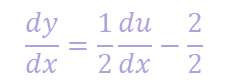 dy/dx = 1/2 du/dx − 2/2